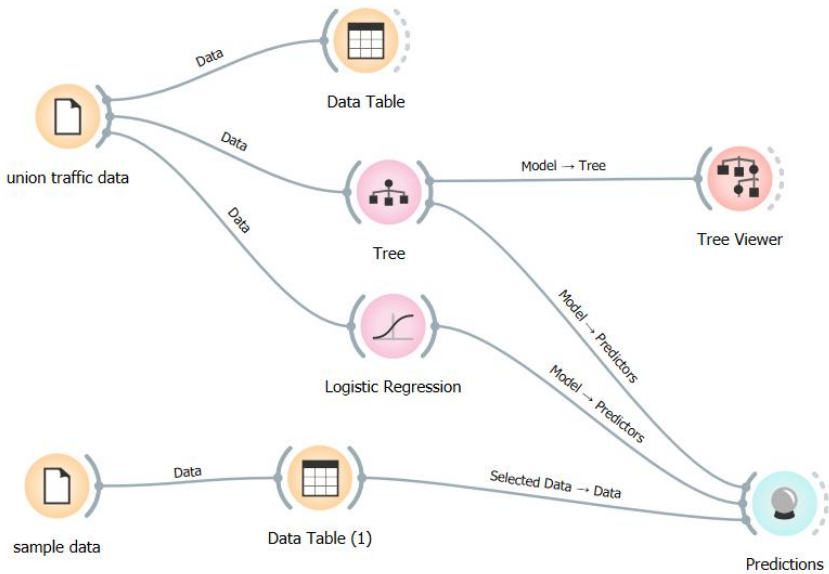 Data
Data Table
union traffic data
Data
Model → Tree
Tree
Tree Viewer
Data
Model → Predictors
Logistic Regression
Model → Predictors
Data
Selected Data → Data
sample data
Data Table (1)
Predictions